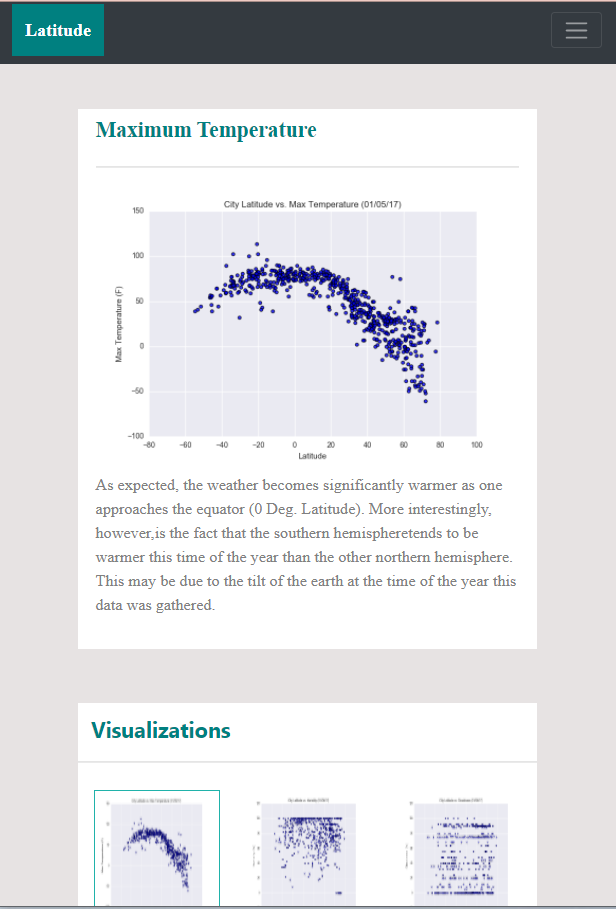 Latitude
Maximum Temperature
City Latitude vs. Max Temperature (01/05/17)
150
100
50
0
−50
−100
Max Temperature (F)
−80 −60 −40 −20 0 20 40 60 80 100
Latitude
As expected, the weather becomes significantly warmer as one
approaches the equator (0 Deg. Latitude). More interestingly,
however,is the fact that the southern hemispheretends to be
warmer this time of the year than the other northern hemisphere.
This may be due to the tilt of the earth at the time of the year this
data was gathered.
Visualizations